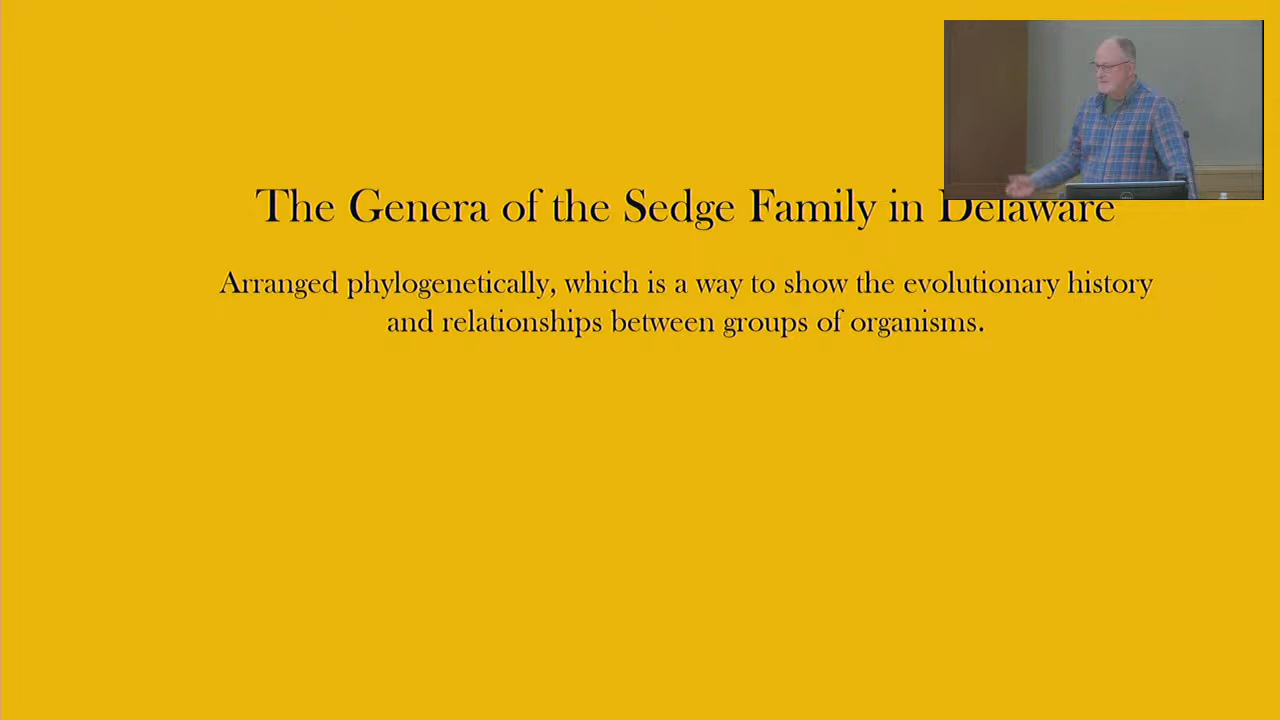 The Genera of the Sedge Family in Delaware
Arranged phylogenetically, which is a way to show the evolutionary history
and relationships between groups of organisms.